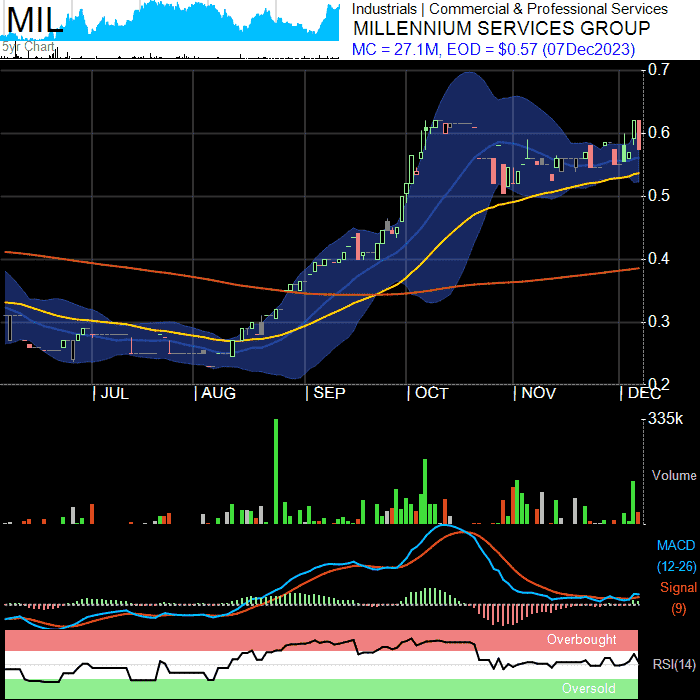 MIL
5yr Chart
Industrials | Commercial & Professional Services
MILLENNIUM SERVICES GROUP
MC = 27.1M, EOD = $0.57 (07Dec2023)
0.7
0.6
0.5
0.4
0.3
0.2
| JUL | AUG | SEP | OCT | NOV | DEC
335k
Volume
MACD
(12-26)
Signal
(9)
Overbought
RSI(14)
Oversold